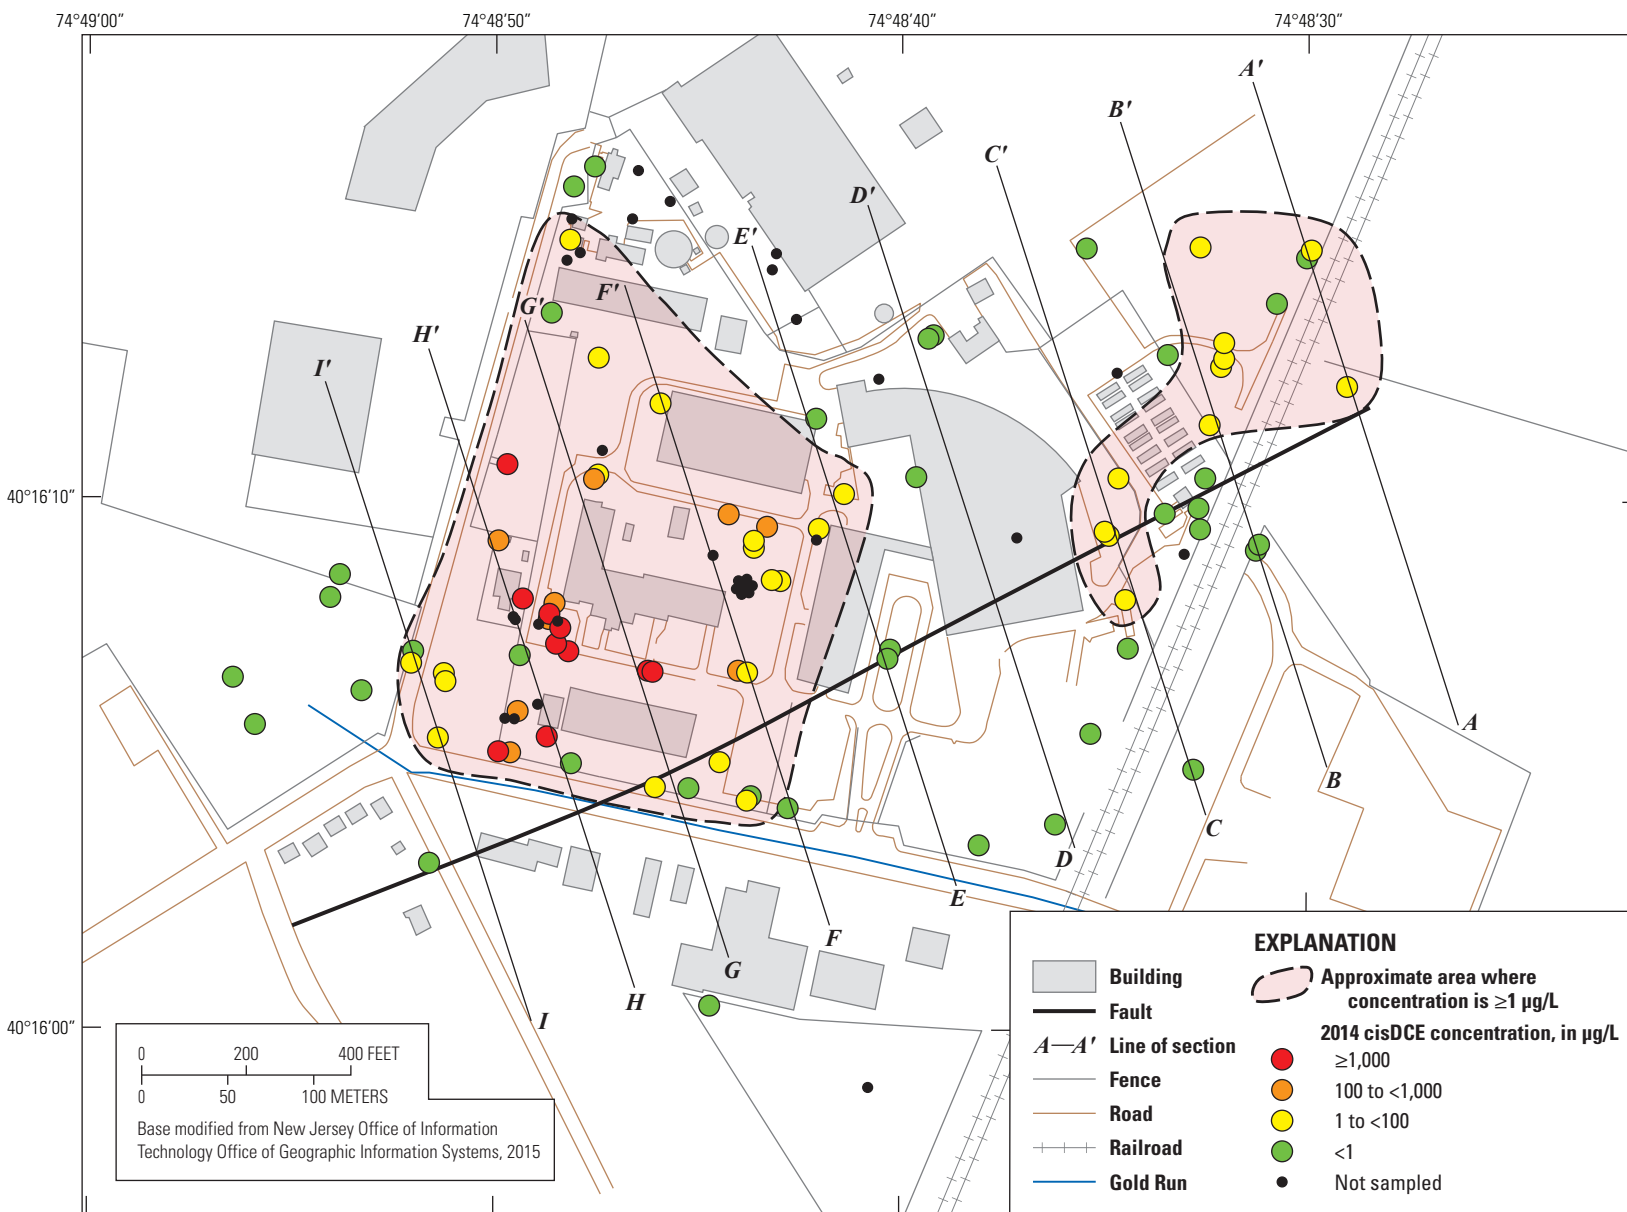 74°49'00" 74°48'50" 74°48'40" 74°48'30"
A'
B'
C'
D'
E'
F'
G'
H'
I'
40°16'10"
A
B
C
D
E
F
G
H
I
40°16'00"
0 200 400 FEET
0 50 100 METERS
Base modified from New Jersey Office of Information
Technology Office of Geographic Information Systems, 2015
EXPLANATION
Building
Fault
A—A' Line of section
Fence
Road
Railroad
Gold Run
Approximate area where
concentration is ≥1 µg/L
2014 cisDCE concentration, in µg/L
≥1,000
100 to <1,000
1 to <100
<1
Not sampled